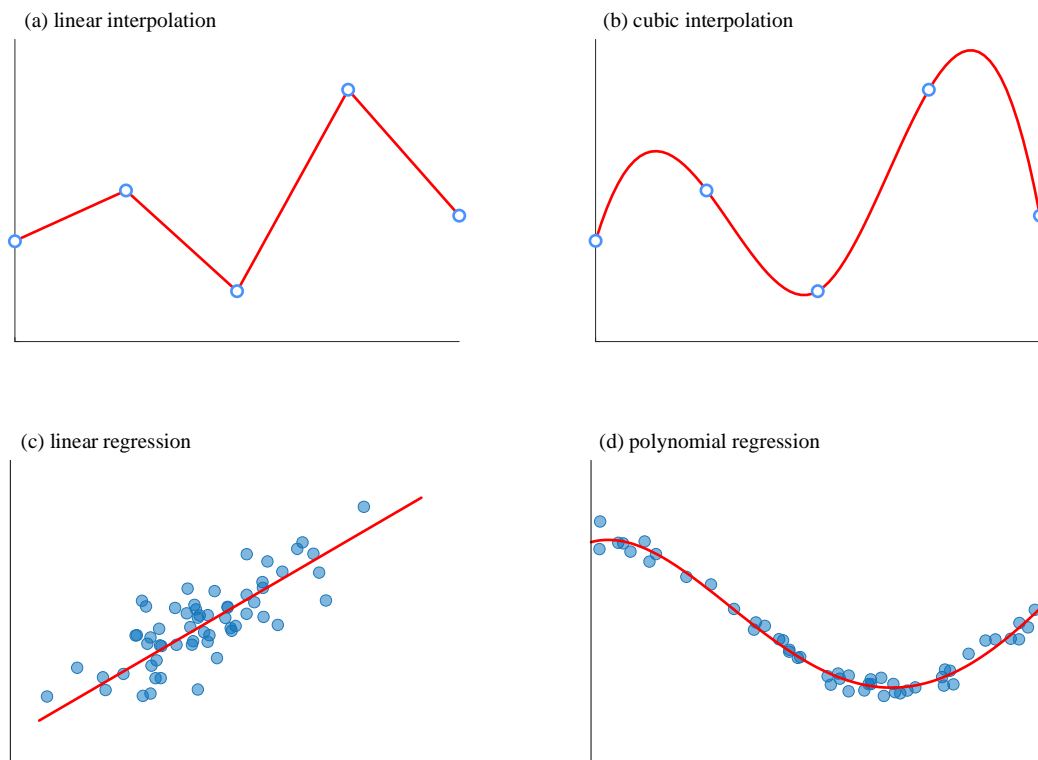 (a) linear interpolation
(b) cubic interpolation
(c) linear regression
(d) polynomial regression